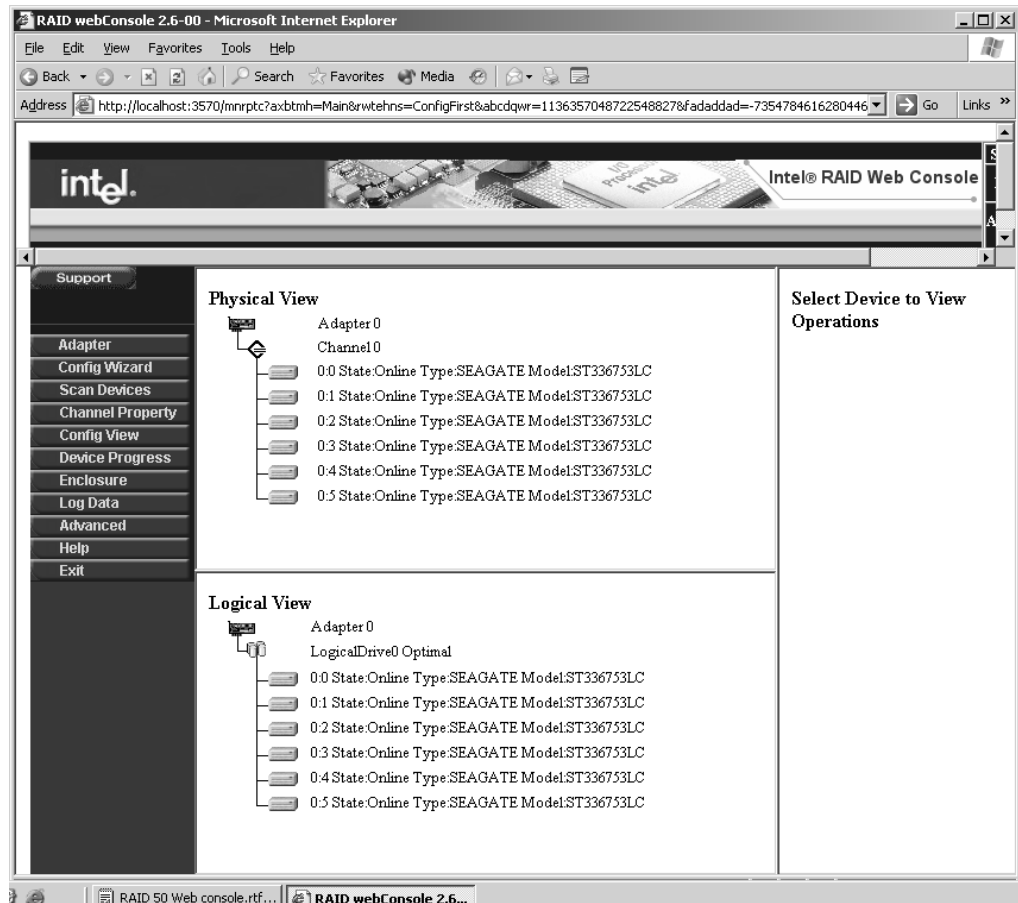 RAID webConsole 2.6-00 - Microsoft Internet Explorer
File Edit View Favorites Tools Help
Back Search Favorites Media
Address http://localhost:3570/mnrptc?axbtmh=Main&rwtehns=ConfigFirst&abcdqwr=1136357048722548827&fadaddad=-7354784616280446 Go Links »
intel.
I/O Processor
intel
Intel® RAID Web Console
Support
Adapter
Config Wizard
Scan Devices
Channel Property
Config View
Device Progress
Enclosure
Log Data
Advanced
Help
Exit
Physical View
Adapter 0
Channel 0
0:0 State:Online Type:SEAGATE Model:ST336753LC
0:1 State:Online Type:SEAGATE Model:ST336753LC
0:2 State:Online Type:SEAGATE Model:ST336753LC
0:3 State:Online Type:SEAGATE Model:ST336753LC
0:4 State:Online Type:SEAGATE Model:ST336753LC
0:5 State:Online Type:SEAGATE Model:ST336753LC
Logical View
Adapter 0
LogicalDrive0 Optimal
0:0 State:Online Type:SEAGATE Model:ST336753LC
0:1 State:Online Type:SEAGATE Model:ST336753LC
0:2 State:Online Type:SEAGATE Model:ST336753LC
0:3 State:Online Type:SEAGATE Model:ST336753LC
0:4 State:Online Type:SEAGATE Model:ST336753LC
0:5 State:Online Type:SEAGATE Model:ST336753LC
Select Device to View
Operations
RAID 50 Web console.rtf... RAID webConsole 2.6...